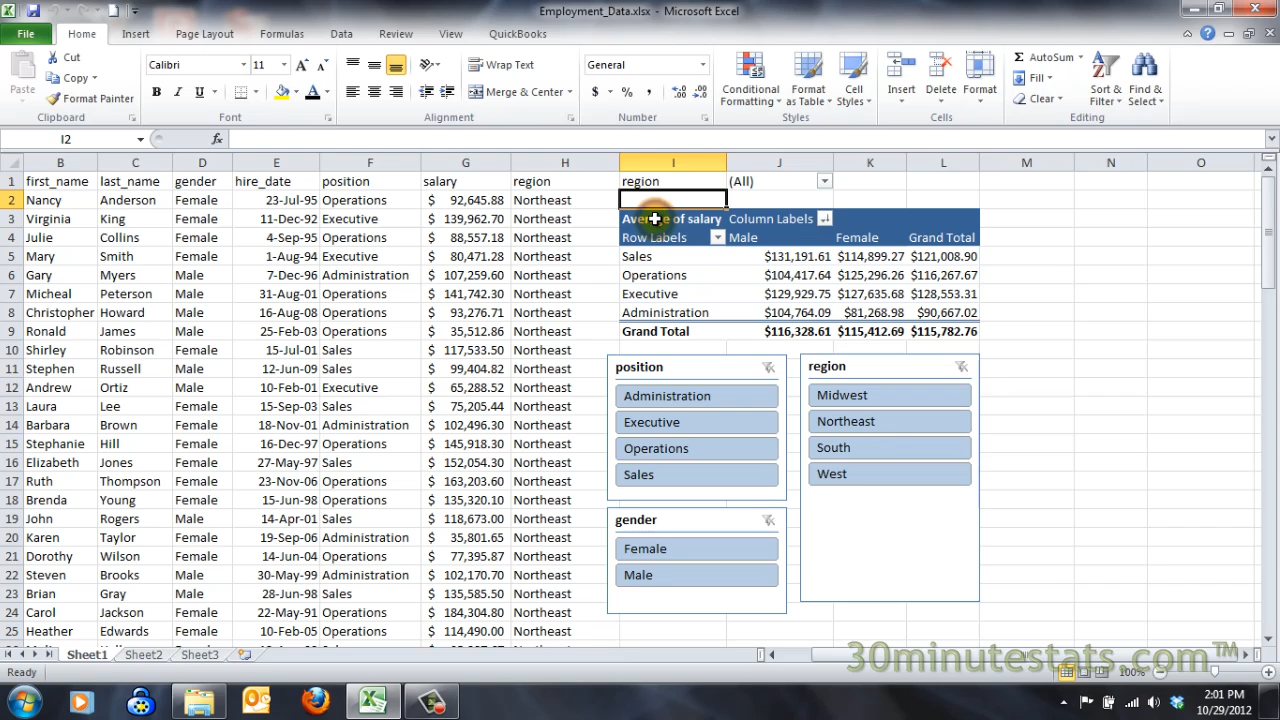 Employment_Data.xlsx - Microsoft Excel
File Home Insert Page Layout Formulas Data Review View QuickBooks
Paste Cut Copy Format Painter Clipboard
Calibri 11 B I U A A A Font
Wrap Text Merge & Center Alignment
General $ % , Number
Conditional Formatting Format as Table Cell Styles Styles
Insert Delete Format Cells
Σ AutoSum Fill Clear Sort & Filter Find & Select Editing
I2 fx
B C D E F G H I J K L M N O
1 first_name last_name gender hire_date position salary region region (All)
2 Nancy Anderson Female 23-Jul-95 Operations $ 92,645.88 Northeast
3 Virginia King Female 11-Dec-92 Executive $ 139,962.70 Northeast Average of salary Column Labels
4 Julie Collins Female 4-Sep-95 Operations $ 88,557.18 Northeast Row Labels Male Female Grand Total
5 Mary Smith Female 1-Aug-94 Executive $ 80,471.28 Northeast Sales $131,191.61 $114,899.27 $121,008.90
6 Gary Myers Male 7-Dec-96 Administration $ 107,259.60 Northeast Operations $104,417.64 $125,296.26 $116,267.67
7 Micheal Peterson Male 31-Aug-01 Operations $ 141,742.30 Northeast Executive $129,929.75 $127,635.68 $128,553.31
8 Christopher Howard Male 16-Aug-08 Operations $ 93,276.71 Northeast Administration $104,764.09 $81,268.98 $90,667.02
9 Ronald James Male 25-Feb-03 Operations $ 35,512.86 Northeast Grand Total $116,328.61 $115,412.69 $115,782.76
10 Shirley Robinson Female 15-Jul-01 Sales $ 117,533.50 Northeast
11 Stephen Russell Male 12-Jun-09 Sales $ 99,404.82 Northeast position region
12 Andrew Ortiz Male 10-Feb-01 Executive $ 65,288.52 Northeast Administration Midwest
13 Laura Lee Female 15-Sep-03 Sales $ 75,205.44 Northeast
14 Barbara Brown Female 18-Nov-01 Administration $ 102,496.30 Northeast Executive Northeast
15 Stephanie Hill Female 16-Dec-97 Operations $ 145,918.30 Northeast Operations South
16 Elizabeth Jones Female 27-May-97 Sales $ 152,054.30 Northeast Sales West
17 Ruth Thompson Female 23-Nov-06 Operations $ 163,203.60 Northeast
18 Brenda Young Female 15-Jun-98 Operations $ 135,320.10 Northeast
19 John Rogers Male 14-Apr-01 Sales $ 118,673.00 Northeast gender
20 Karen Taylor Female 19-Sep-06 Administration $ 35,801.65 Northeast Female
21 Dorothy Wilson Female 14-Jun-04 Operations $ 77,395.87 Northeast
22 Steven Brooks Male 30-May-99 Administration $ 102,170.70 Northeast Male
23 Brian Gray Male 28-Jun-98 Operations $ 135,585.50 Northeast
24 Carol Jackson Female 22-May-91 Operations $ 184,304.80 Northeast
25 Heather Edwards Female 10-Feb-05 Operations $ 114,490.00 Northeast
Sheet1 Sheet2 Sheet3
30minutestats.com™
Ready 100%
2:01 PM
10/29/2012